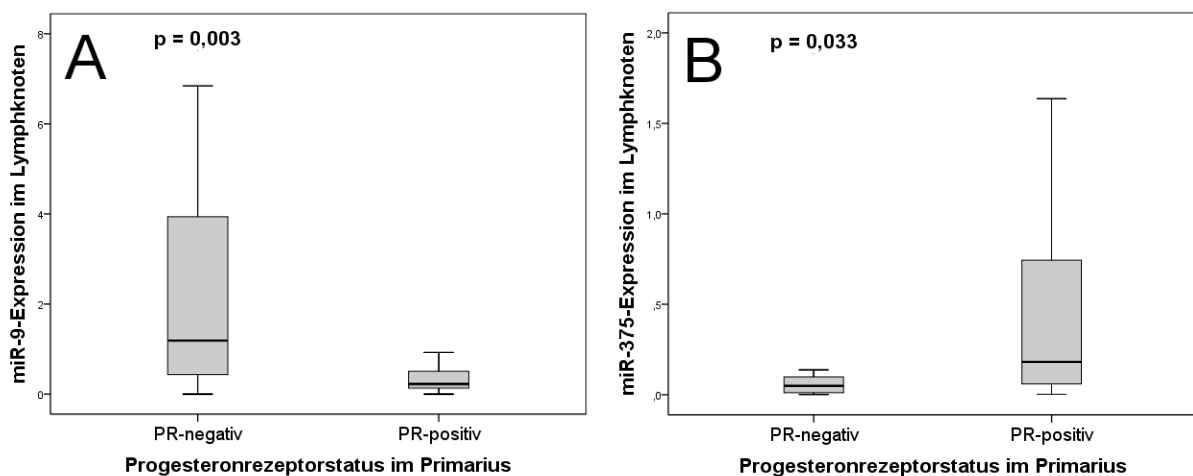 A
p = 0,003
miR-9-Expression im Lymphknoten
8
6
4
2
0
PR-negativ
PR-positiv
Progesteronrezeptorstatus im Primarius
B
p = 0,033
miR-375-Expression im Lymphknoten
2,0
1,5
1,0
,5
,0
PR-negativ
PR-positiv
Progesteronrezeptorstatus im Primarius